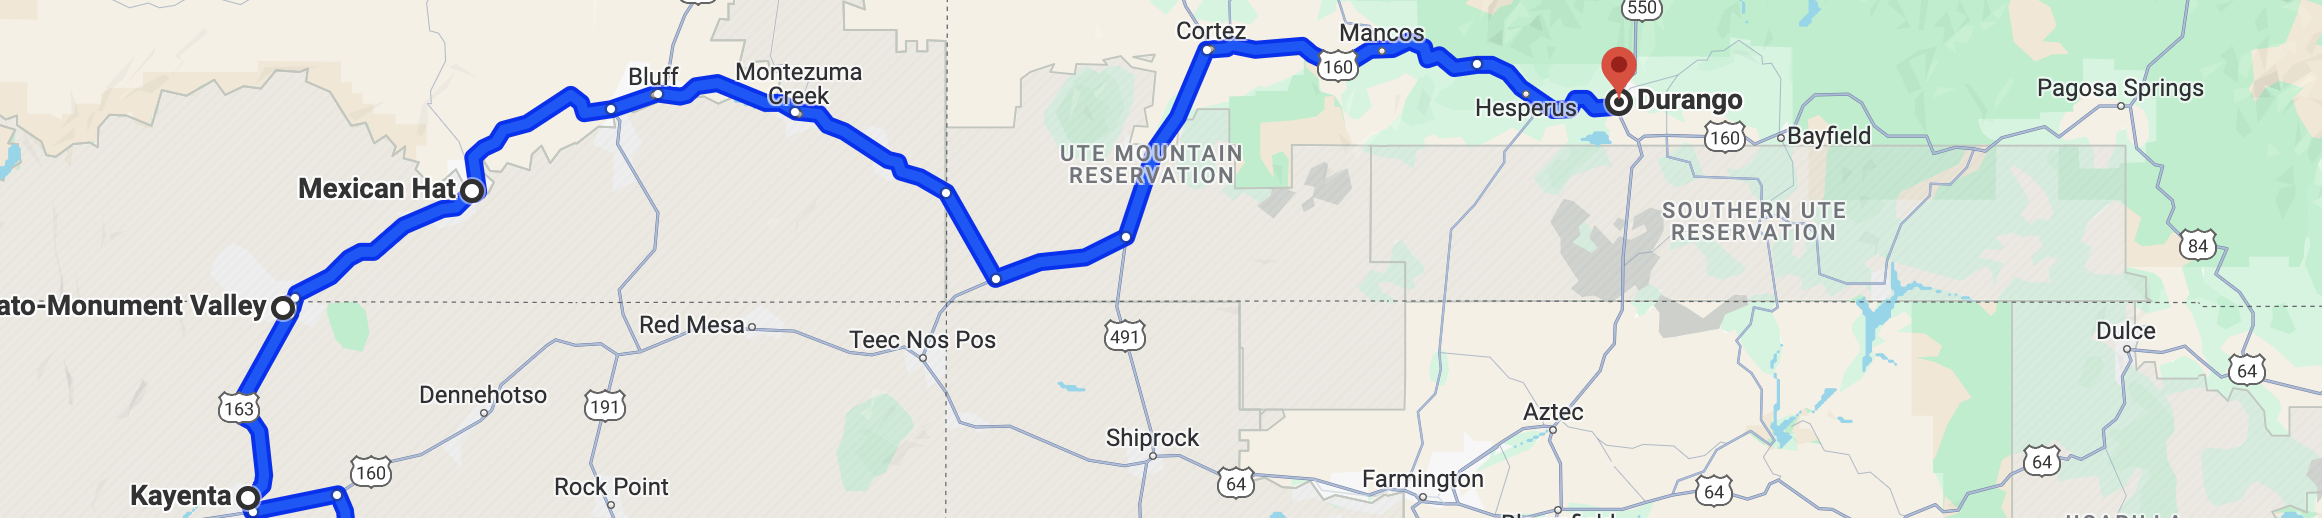 550
Cortez
Mancos
160
Bluff
Montezuma
Creek
Hesperus
Durango
Pagosa Springs
160
Bayfield
UTE MOUNTAIN
RESERVATION
Mexican Hat
SOUTHERN UTE
RESERVATION
84
ato-Monument Valley
Red Mesa
Teec Nos Pos
491
Dulce
64
Dennehotso
191
163
Aztec
Shiprock
160
64
Kayenta
Rock Point
Farmington
64
64